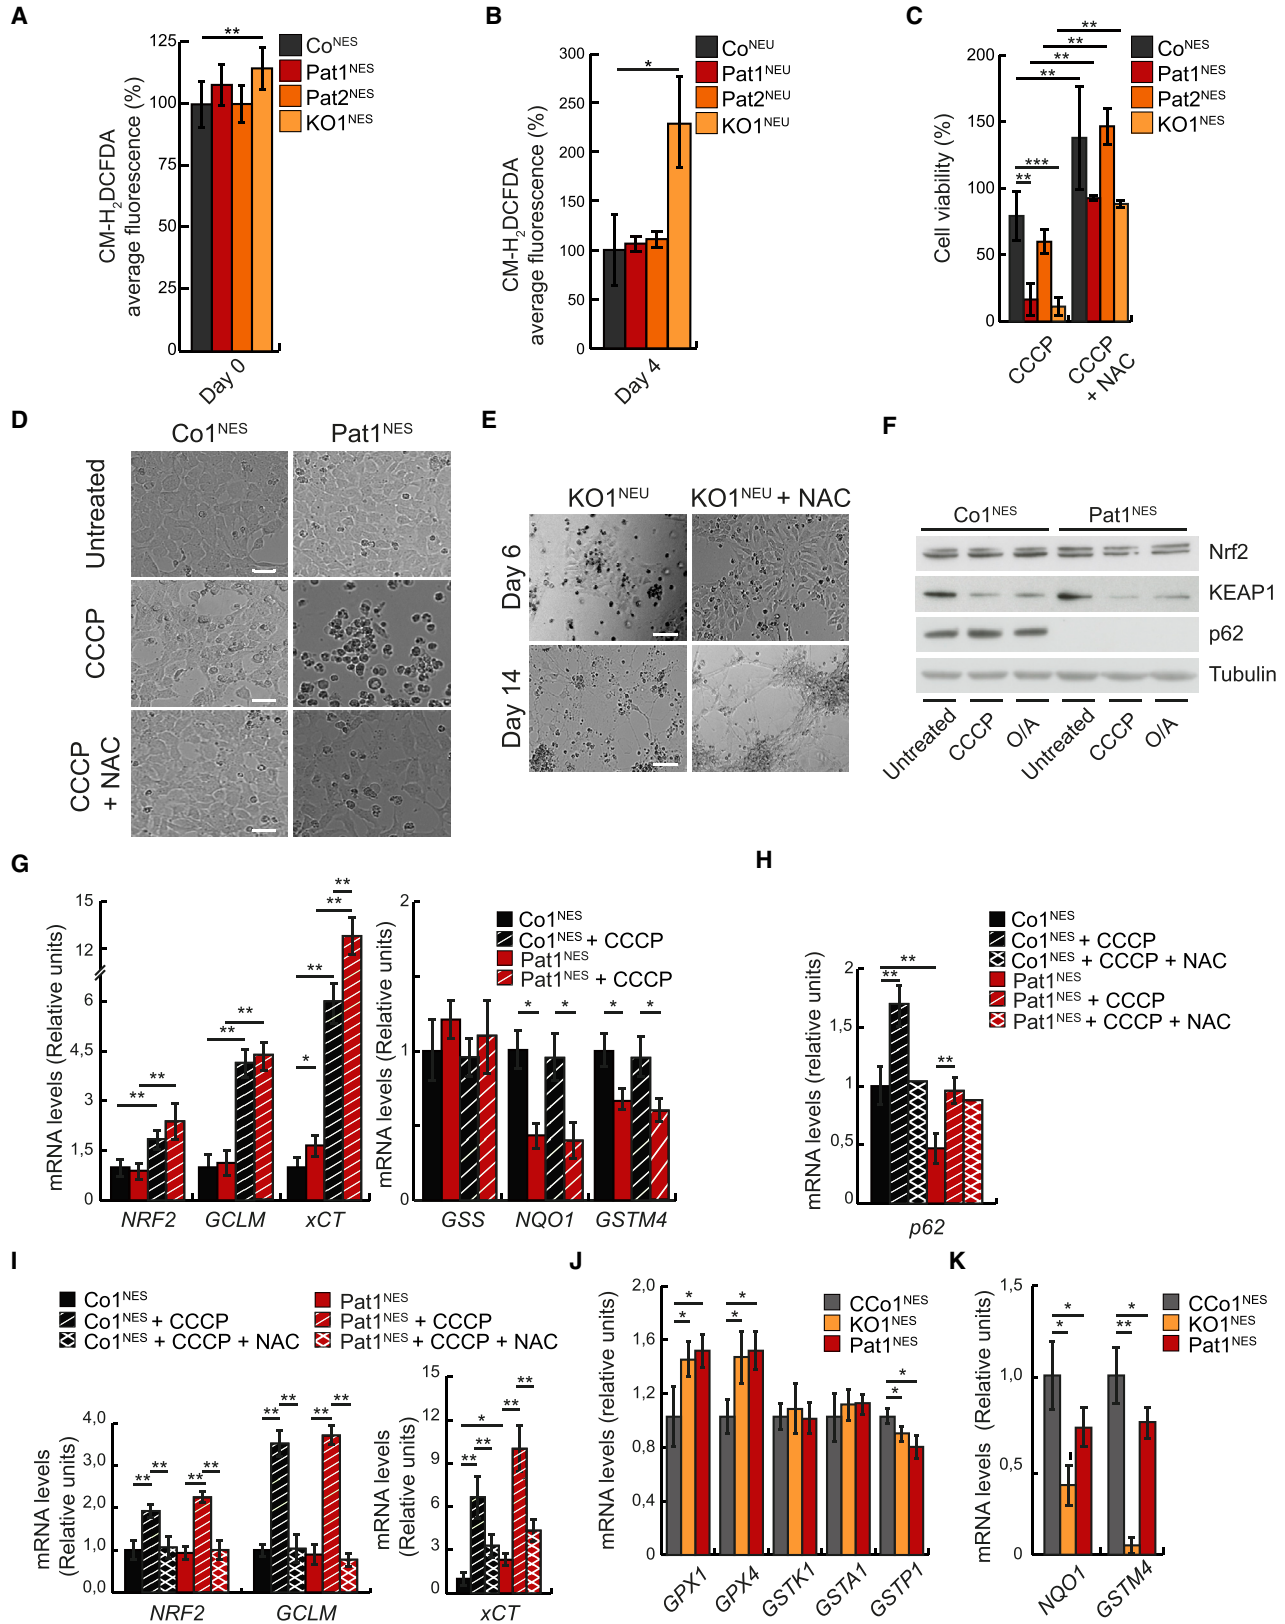 A
125
100
75
50
25
0
CM-H2DCFDA
average fluorescence (%)
**
Co^NES
Pat1^NES
Pat2^NES
KO1^NES
Day 0
B
300
250
200
150
100
50
0
CM-H2DCFDA
average fluorescence (%)
*
Co^NEU
Pat1^NEU
Pat2^NEU
KO1^NEU
Day 4
C
200
150
100
50
0
Cell viability (%)
**
**
**
**
***
**
Co^NES
Pat1^NES
Pat2^NES
KO1^NES
CCCP
CCCP
+ NAC
D
Co1^NES
Pat1^NES
Untreated
CCCP
CCCP
+ NAC
E
KO1^NEU
KO1^NEU + NAC
Day 6
Day 14
F
Co1^NES
Pat1^NES
Nrf2
KEAP1
p62
Tubulin
Untreated
CCCP
O/A
Untreated
CCCP
O/A
G
mRNA levels (Relative units)
15
12
6
4,5
3
1,5
0
**
**
**
**
*
**
**
**
NRF2
GCLM
xCT
mRNA levels (Relative units)
2
1
0
*
*
*
*
Co1^NES
Co1^NES + CCCP
Pat1^NES
Pat1^NES + CCCP
GSS
NQO1
GSTM4
H
mRNA levels (relative units)
2
1,5
1
0,5
0
**
**
**
Co1^NES
Co1^NES + CCCP
Co1^NES + CCCP + NAC
Pat1^NES
Pat1^NES + CCCP
Pat1^NES + CCCP + NAC
p62
I
Co1^NES
Co1^NES + CCCP
Co1^NES + CCCP + NAC
Pat1^NES
Pat1^NES + CCCP
Pat1^NES + CCCP + NAC
mRNA levels
(Relative units)
4,0
3,0
2,0
1,0
0,0
**
**
**
**
**
**
**
**
NRF2
GCLM
mRNA levels
(Relative units)
15
12
9
6
3
0
*
**
**
**
**
xCT
J
mRNA levels (relative units)
2,0
1,6
1,2
0,8
0,4
0
*
*
*
*
*
*
CCo1^NES
KO1^NES
Pat1^NES
GPX1
GPX4
GSTK1
GSTA1
GSTP1
K
mRNA levels (Relative units)
1,5
1,0
0,5
0
*
*
*
**
CCo1^NES
KO1^NES
Pat1^NES
NQO1
GSTM4